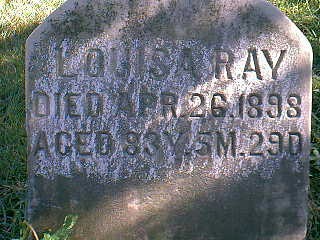 LOUISA RAY
DIED APR. 26. 1898
AGED 83Y. 5M. 29D